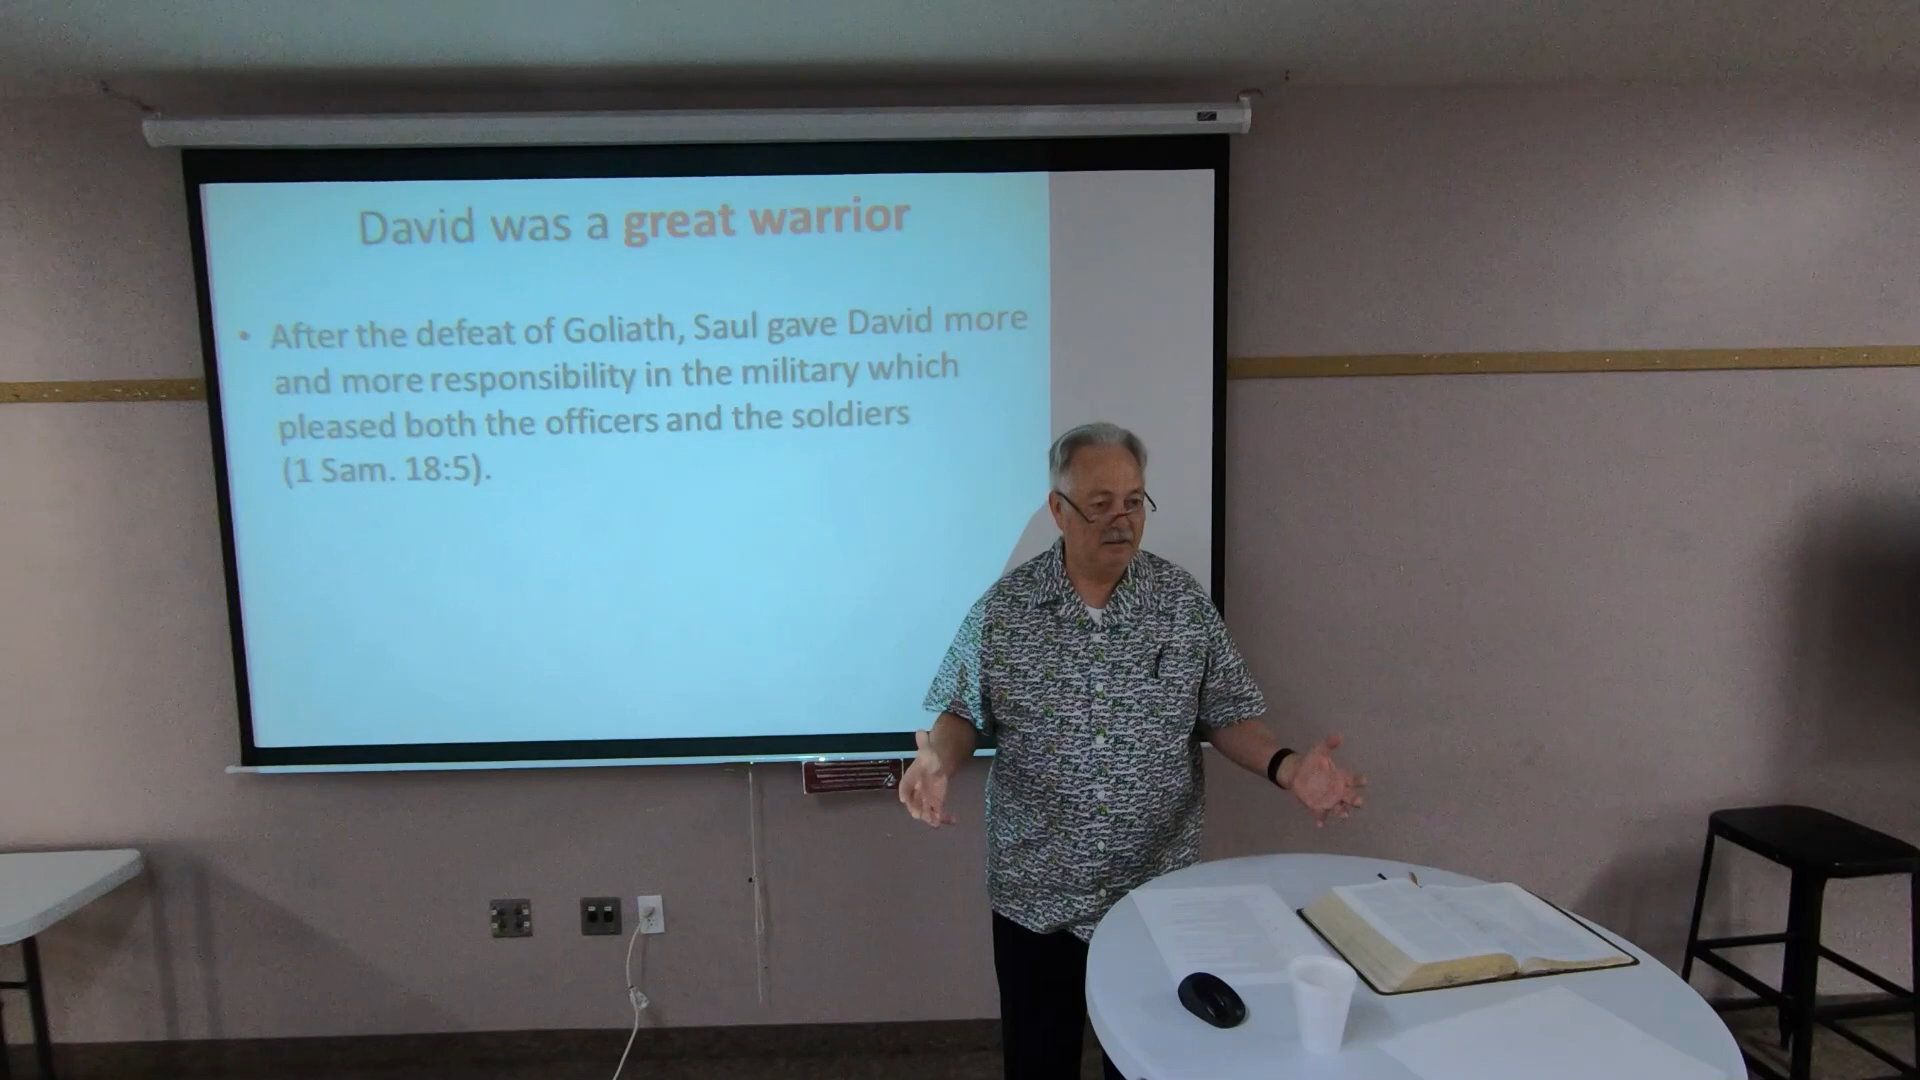 David was a great warrior
• After the defeat of Goliath, Saul gave David more
and more responsibility in the military which
pleased both the officers and the soldiers
(1 Sam. 18:5).